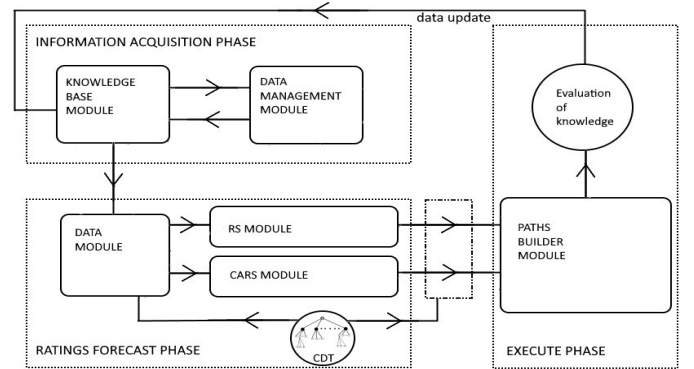 data update
INFORMATION ACQUISITION PHASE
KNOWLEDGE
BASE
MODULE
DATA
MANAGEMENT
MODULE
Evaluation
of
knowledge
DATA
MODULE
RS MODULE
CARS MODULE
PATHS
BUILDER
MODULE
CDT
RATINGS FORECAST PHASE
EXECUTE PHASE